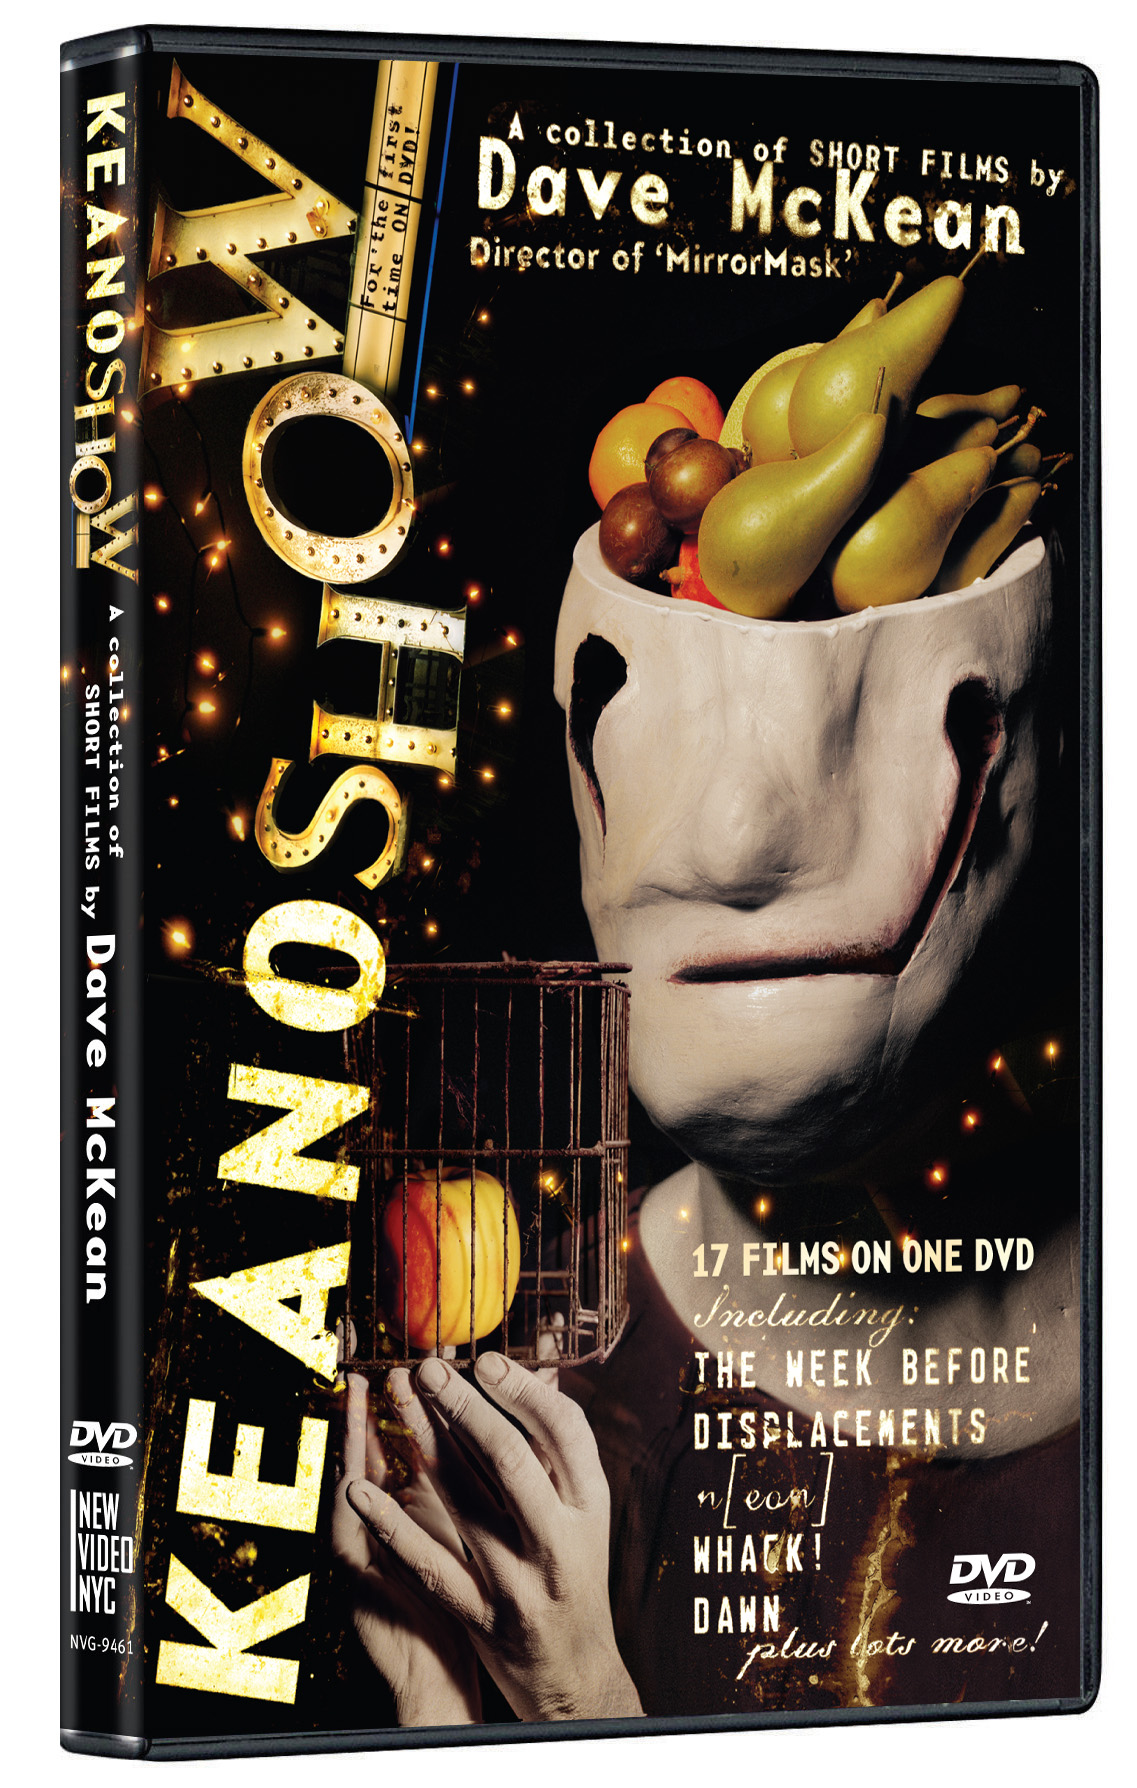 KEANOSHOW
A collection of
SHORT FILMS by Dave McKean
DVD
VIDEO
NEW
VIDEO
NYC
NVG-9461
KEANOSHOW
For the first
time ON DVD!
A collection of SHORT FILMS by
Dave McKean
Director of 'MirrorMask'
17 FILMS ON ONE DVD
Including:
THE WEEK BEFORE
DISPLACEMENTS
n[eon]
WHACK!
DAWN
plus lots more!
DVD
VIDEO